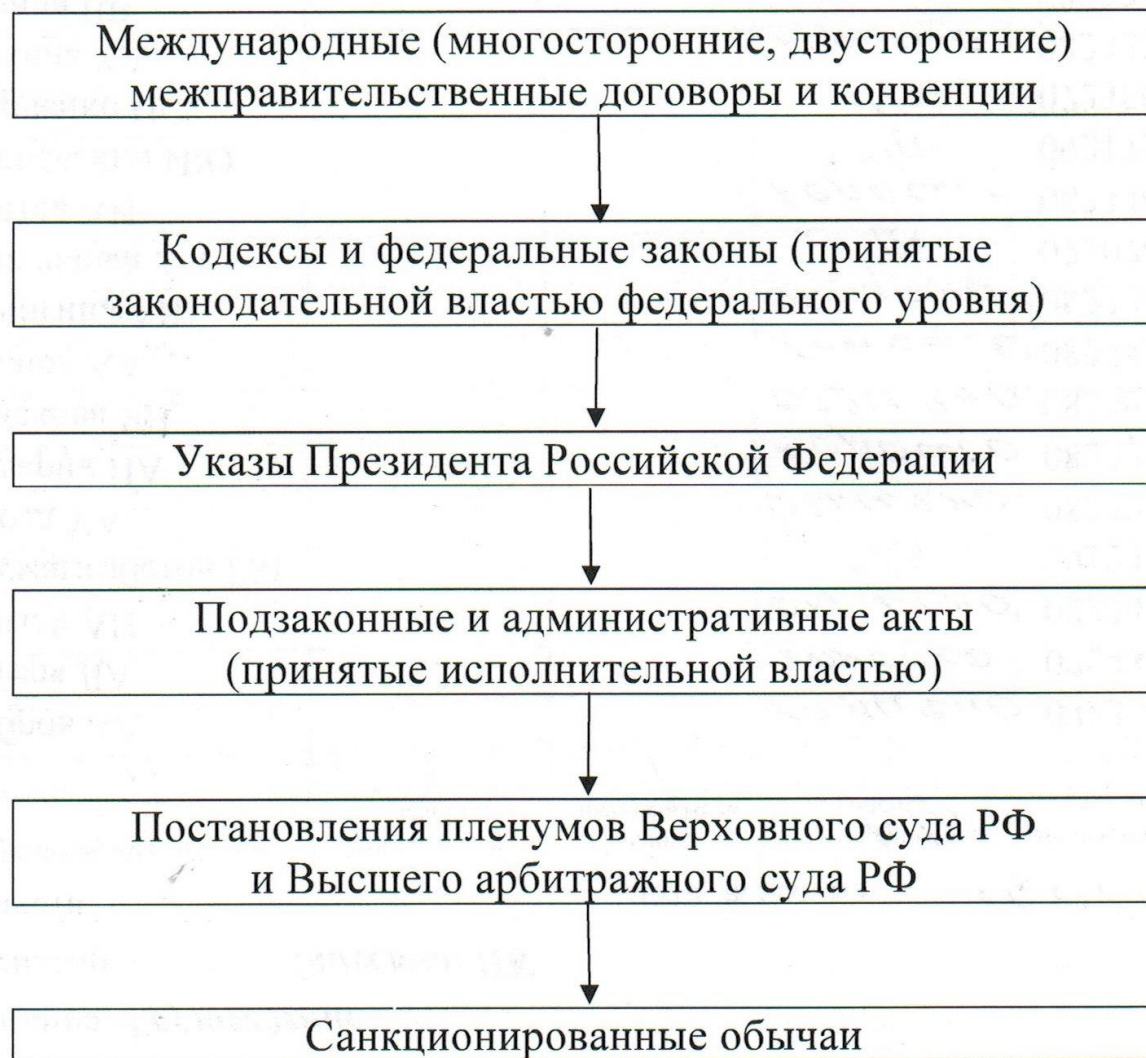 Международные (многосторонние, двусторонние)
межправительственные договоры и конвенции
Кодексы и федеральные законы (принятые
законодательной властью федерального уровня)
Указы Президента Российской Федерации
Подзаконные и административные акты
(принятые исполнительной властью)
Постановления пленумов Верховного суда РФ
и Высшего арбитражного суда РФ
Санкционированные обычаи